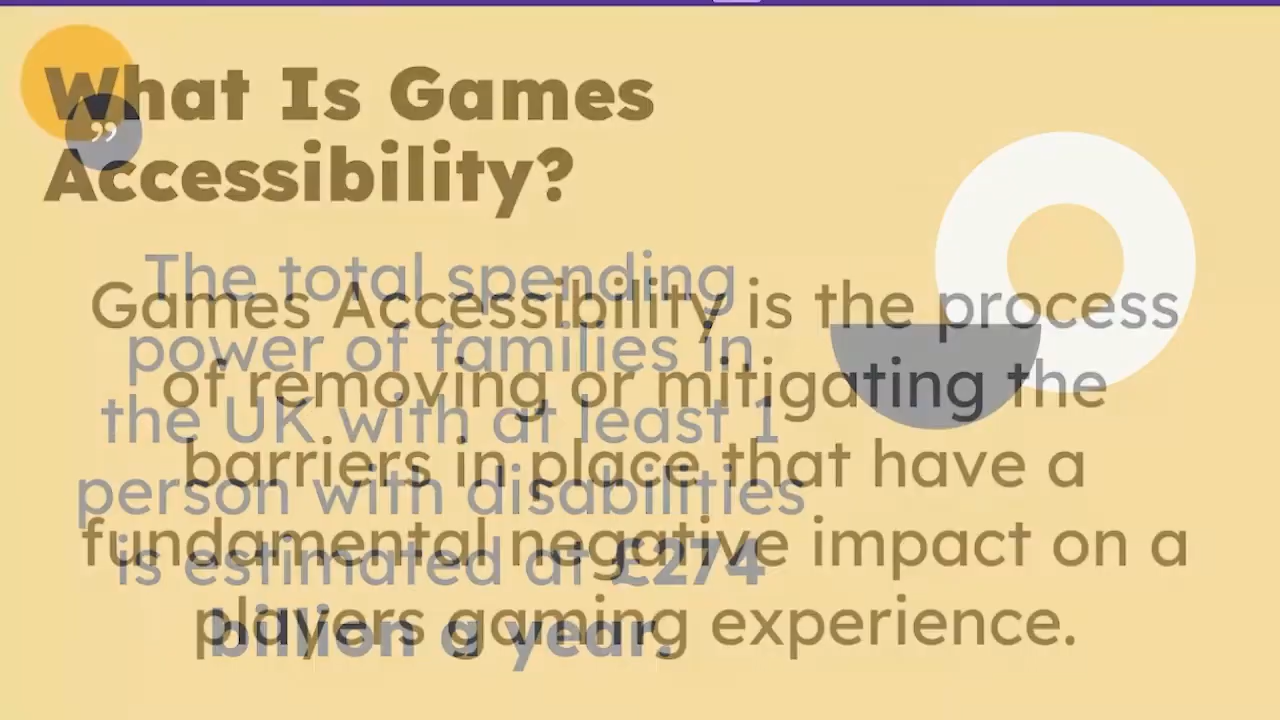 What Is Games
Accessibility?
”
The total spending
power of families in
the UK with at least 1
person with disabilities
is estimated at £274
billion a year.
Games Accessibility is the process
of removing or mitigating the
barriers in place that have a
fundamental negative impact on a
players gaming experience.